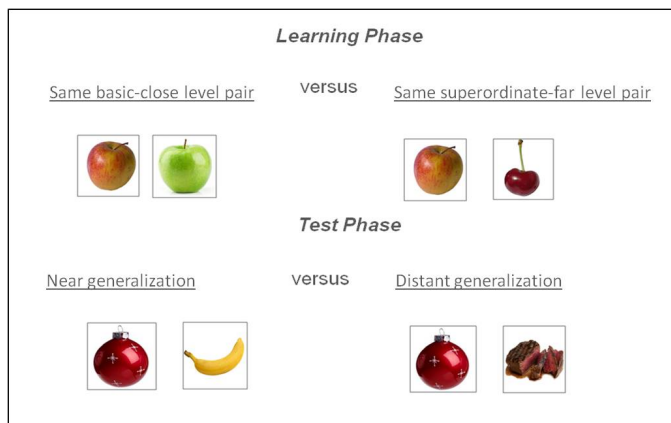 Learning Phase
Same basic-close level pair versus Same superordinate-far level pair
Test Phase
Near generalization versus Distant generalization